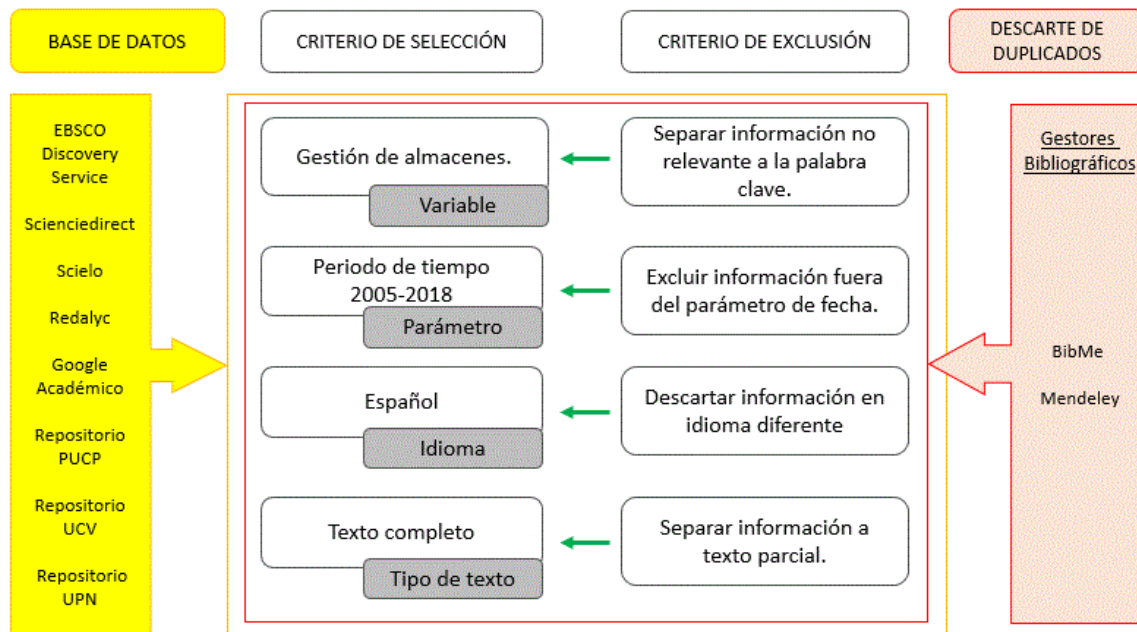 BASE DE DATOS
CRITERIO DE SELECCIÓN
CRITERIO DE EXCLUSIÓN
DESCARTE DE
DUPLICADOS
EBSCO
Discovery
Service
Scienciedirect
Scielo
Redalyc
Google
Académico
Repositorio
PUCP
Repositorio
UCV
Repositorio
UPN
Gestión de almacenes.
Variable
Separar información no
relevante a la palabra
clave.
Periodo de tiempo
2005-2018
Parámetro
Excluir información fuera
del parámetro de fecha.
Español
Idioma
Descartar información en
idioma diferente
Texto completo
Tipo de texto
Separar información a
texto parcial.
Gestores
Bibliográficos
BibMe
Mendeley